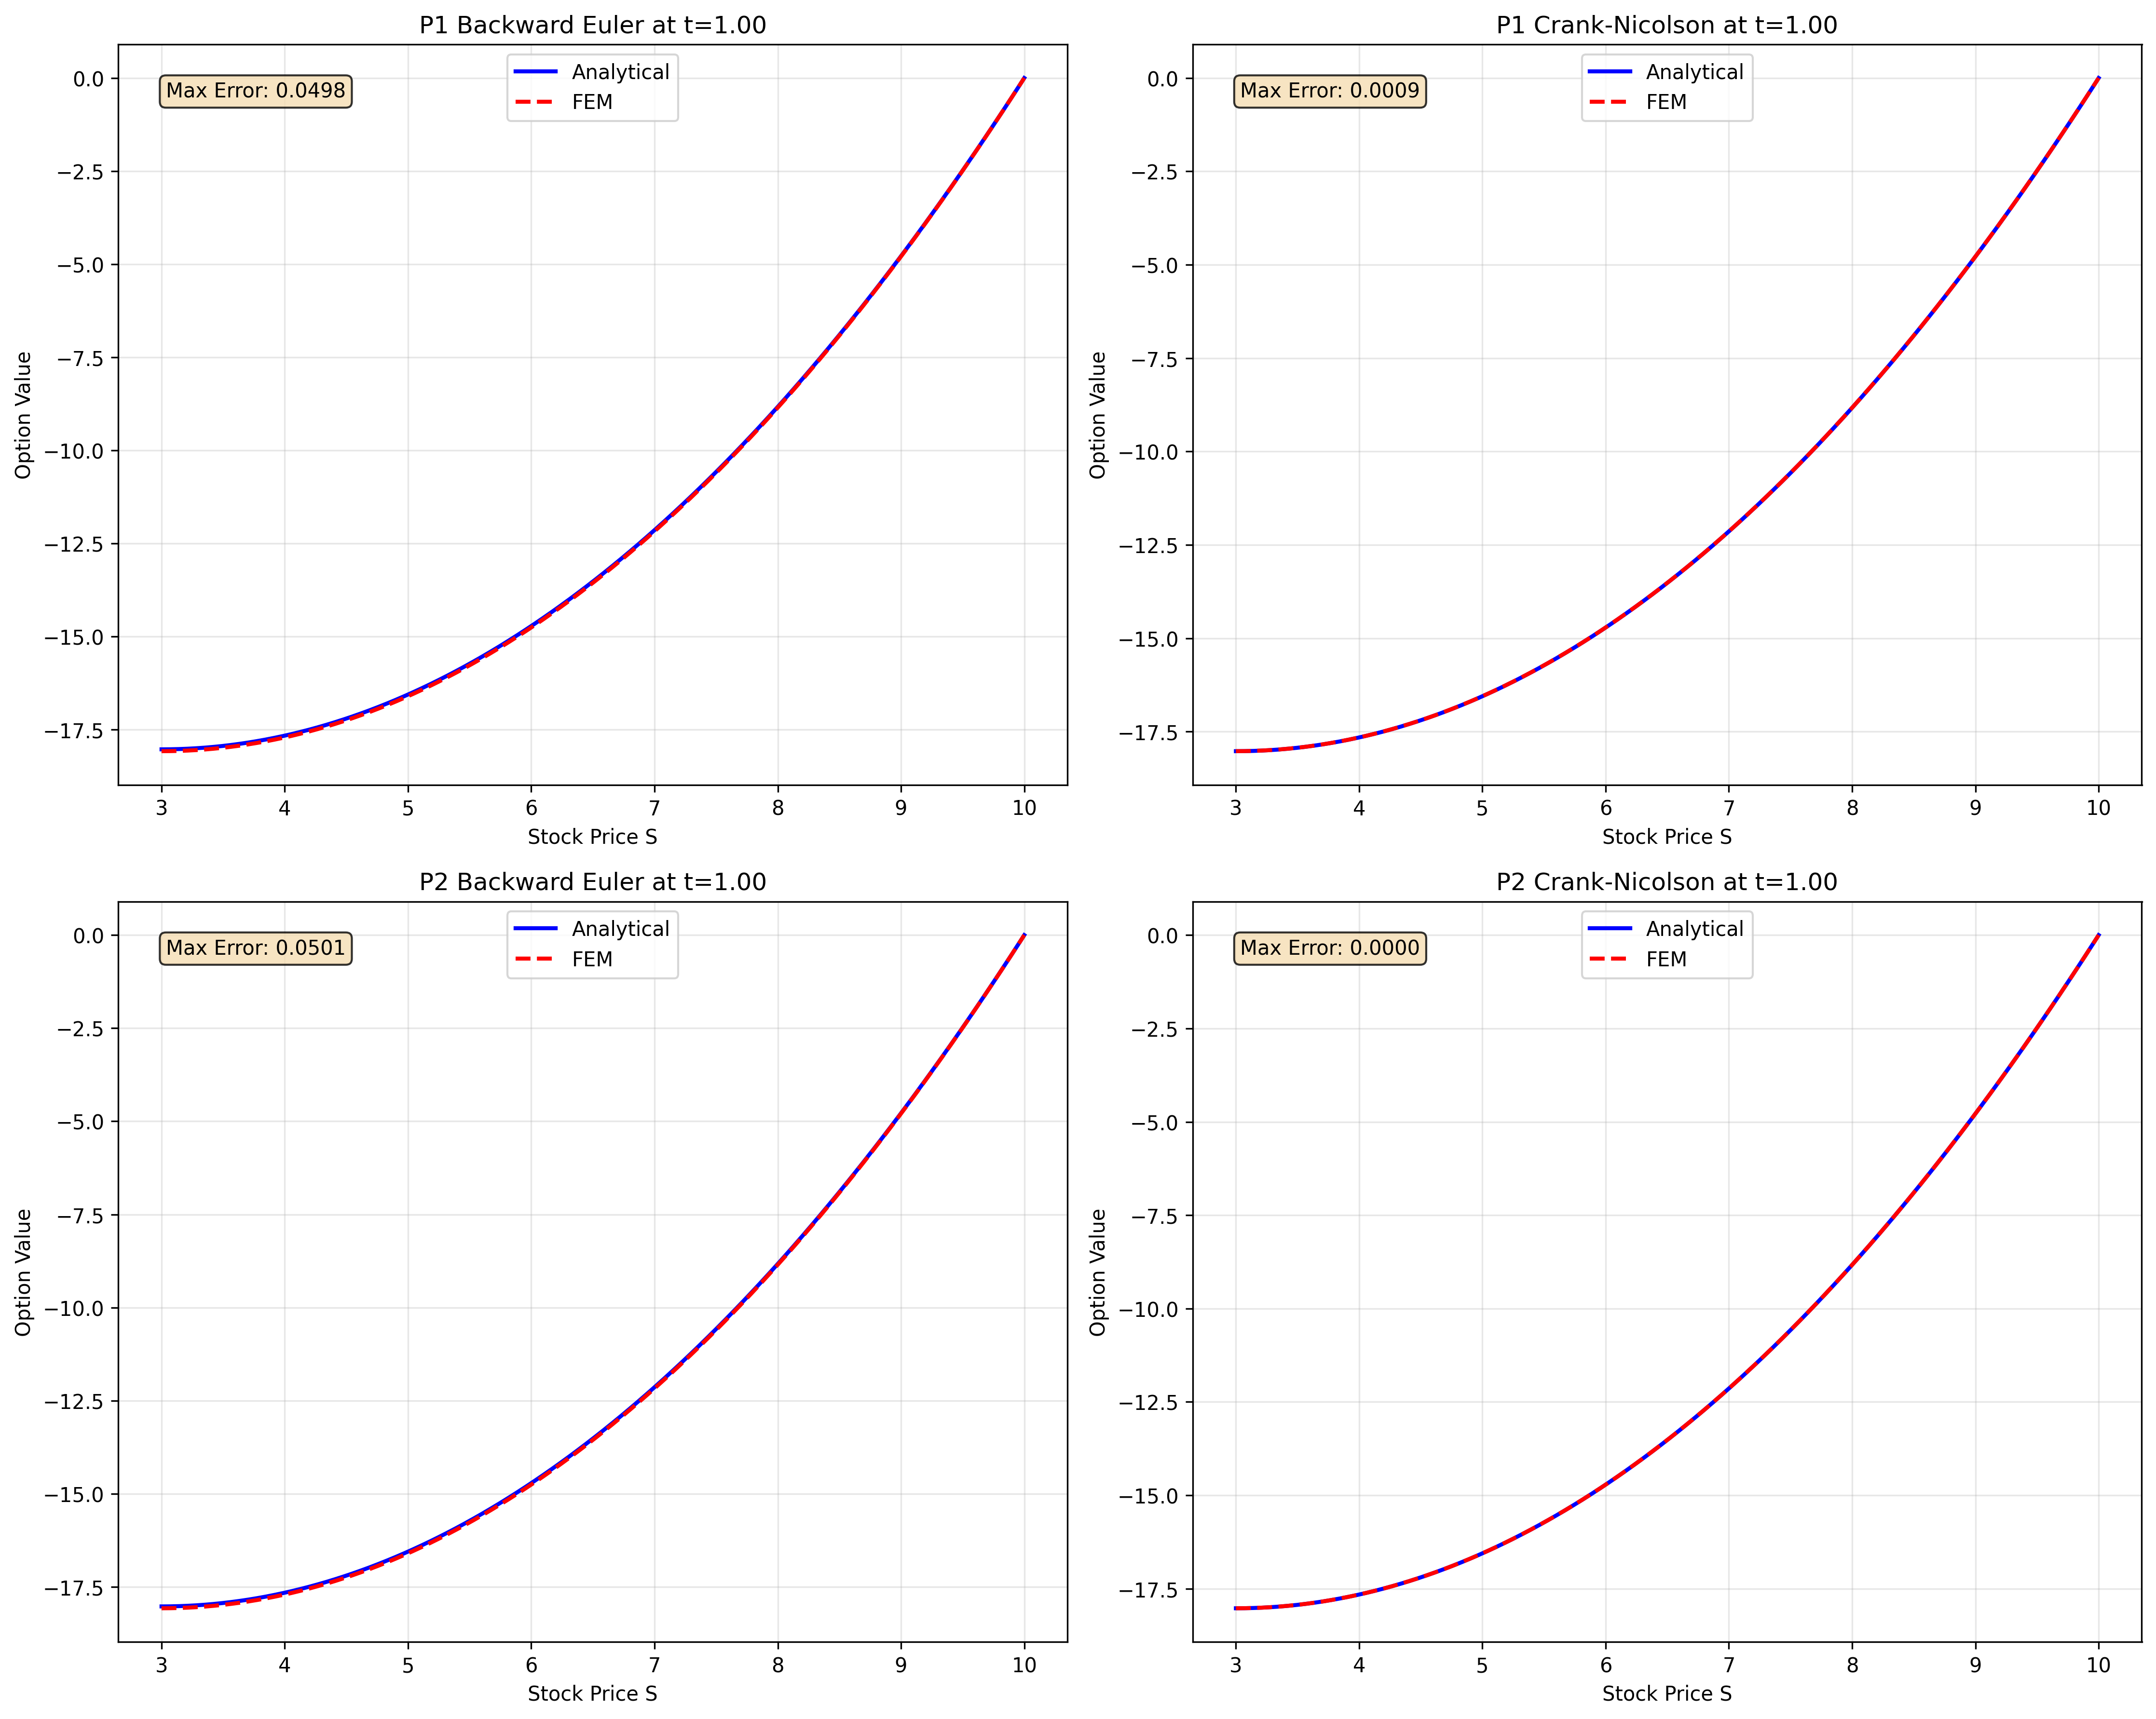 P1 Backward Euler at t=1.00
Max Error: 0.0498
Analytical
FEM
Option Value
0.0
−2.5
−5.0
−7.5
−10.0
−12.5
−15.0
−17.5
3 4 5 6 7 8 9 10
Stock Price S
P1 Crank-Nicolson at t=1.00
Max Error: 0.0009
Analytical
FEM
Option Value
0.0
−2.5
−5.0
−7.5
−10.0
−12.5
−15.0
−17.5
3 4 5 6 7 8 9 10
Stock Price S
P2 Backward Euler at t=1.00
Max Error: 0.0501
Analytical
FEM
Option Value
0.0
−2.5
−5.0
−7.5
−10.0
−12.5
−15.0
−17.5
3 4 5 6 7 8 9 10
Stock Price S
P2 Crank-Nicolson at t=1.00
Max Error: 0.0000
Analytical
FEM
Option Value
0.0
−2.5
−5.0
−7.5
−10.0
−12.5
−15.0
−17.5
3 4 5 6 7 8 9 10
Stock Price S